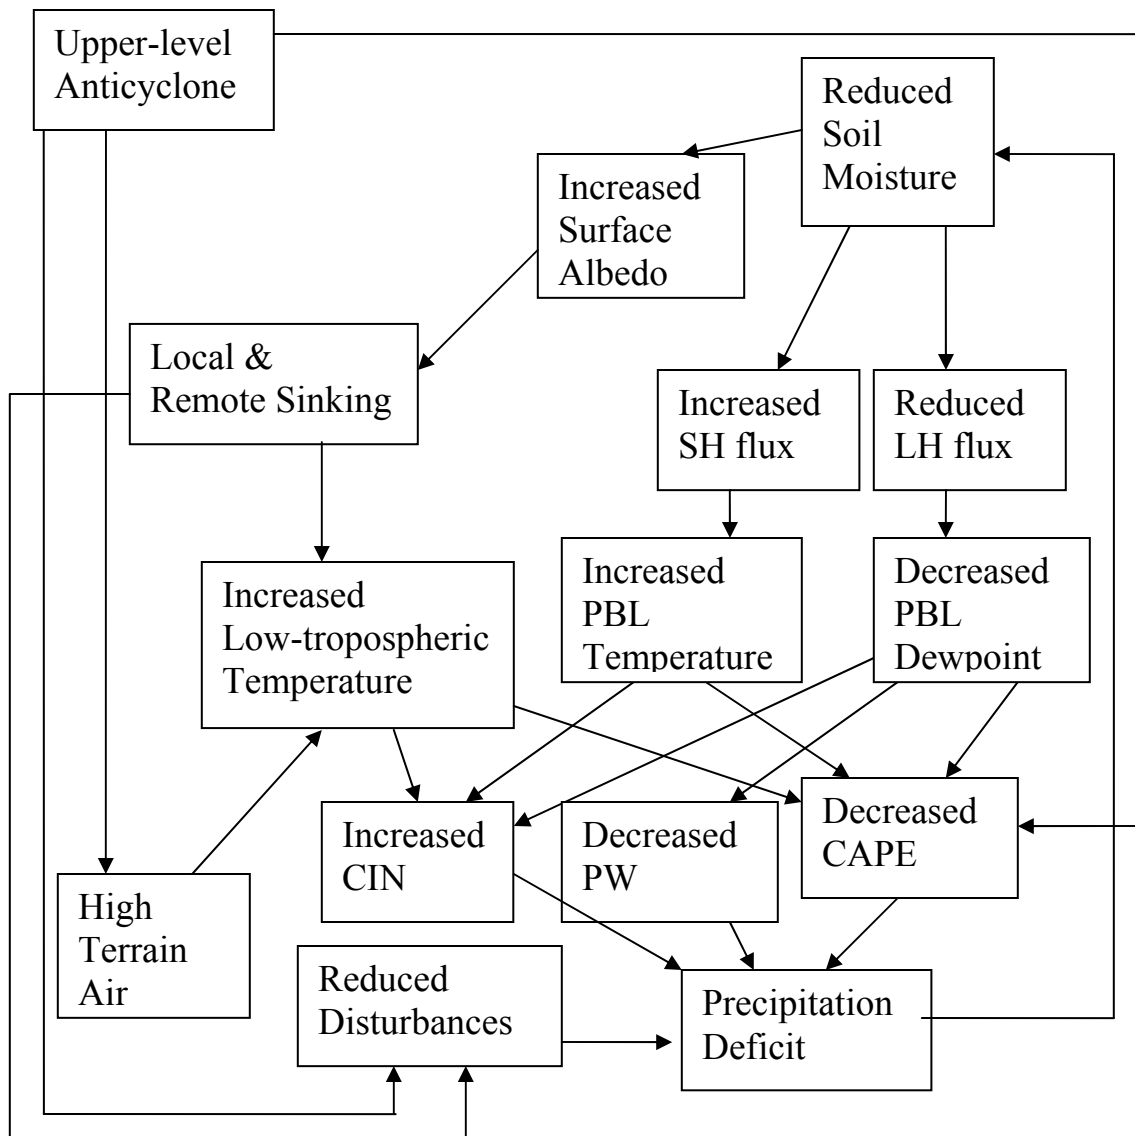 Upper-level
Anticyclone
Reduced
Soil
Moisture
Increased
Surface
Albedo
Local &
Remote Sinking
Increased
SH flux
Reduced
LH flux
Increased
Low-tropospheric
Temperature
Increased
PBL
Temperature
Decreased
PBL
Dewpoint
Increased
CIN
Decreased
PW
Decreased
CAPE
High
Terrain
Air
Reduced
Disturbances
Precipitation
Deficit